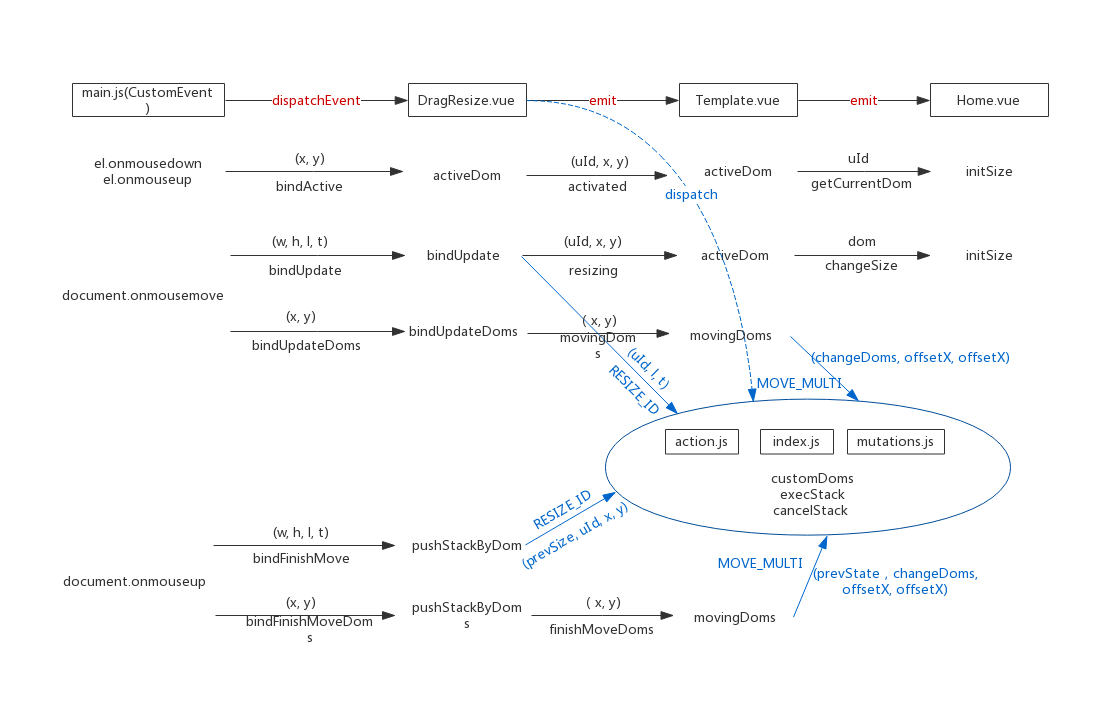 main.js(CustomEvent
)
dispatchEvent
DragResize.vue
emit
Template.vue
emit
Home.vue
el.onmousedown
el.onmouseup
(x, y)
bindActive
activeDom
(uId, x, y)
activated
activeDom
uId
getCurrentDom
initSize
dispatch
(w, h, l, t)
bindUpdate
bindUpdate
(uId, x, y)
resizing
activeDom
dom
changeSize
initSize
document.onmousemove
(x, y)
bindUpdateDoms
bindUpdateDoms
( x, y)
movingDom
s
movingDoms
(uId, l, t)
RESIZE_ID
(changeDoms, offsetX, offsetX)
MOVE_MULTI
action.js
index.js
mutations.js
customDoms
execStack
cancelStack
(w, h, l, t)
bindFinishMove
pushStackByDom
RESIZE_ID
(prevSize, uId, x, y)
document.onmouseup
(x, y)
bindFinishMoveDom
s
pushStackByDom
s
( x, y)
finishMoveDoms
movingDoms
MOVE_MULTI
(prevState , changeDoms,
offsetX, offsetX)